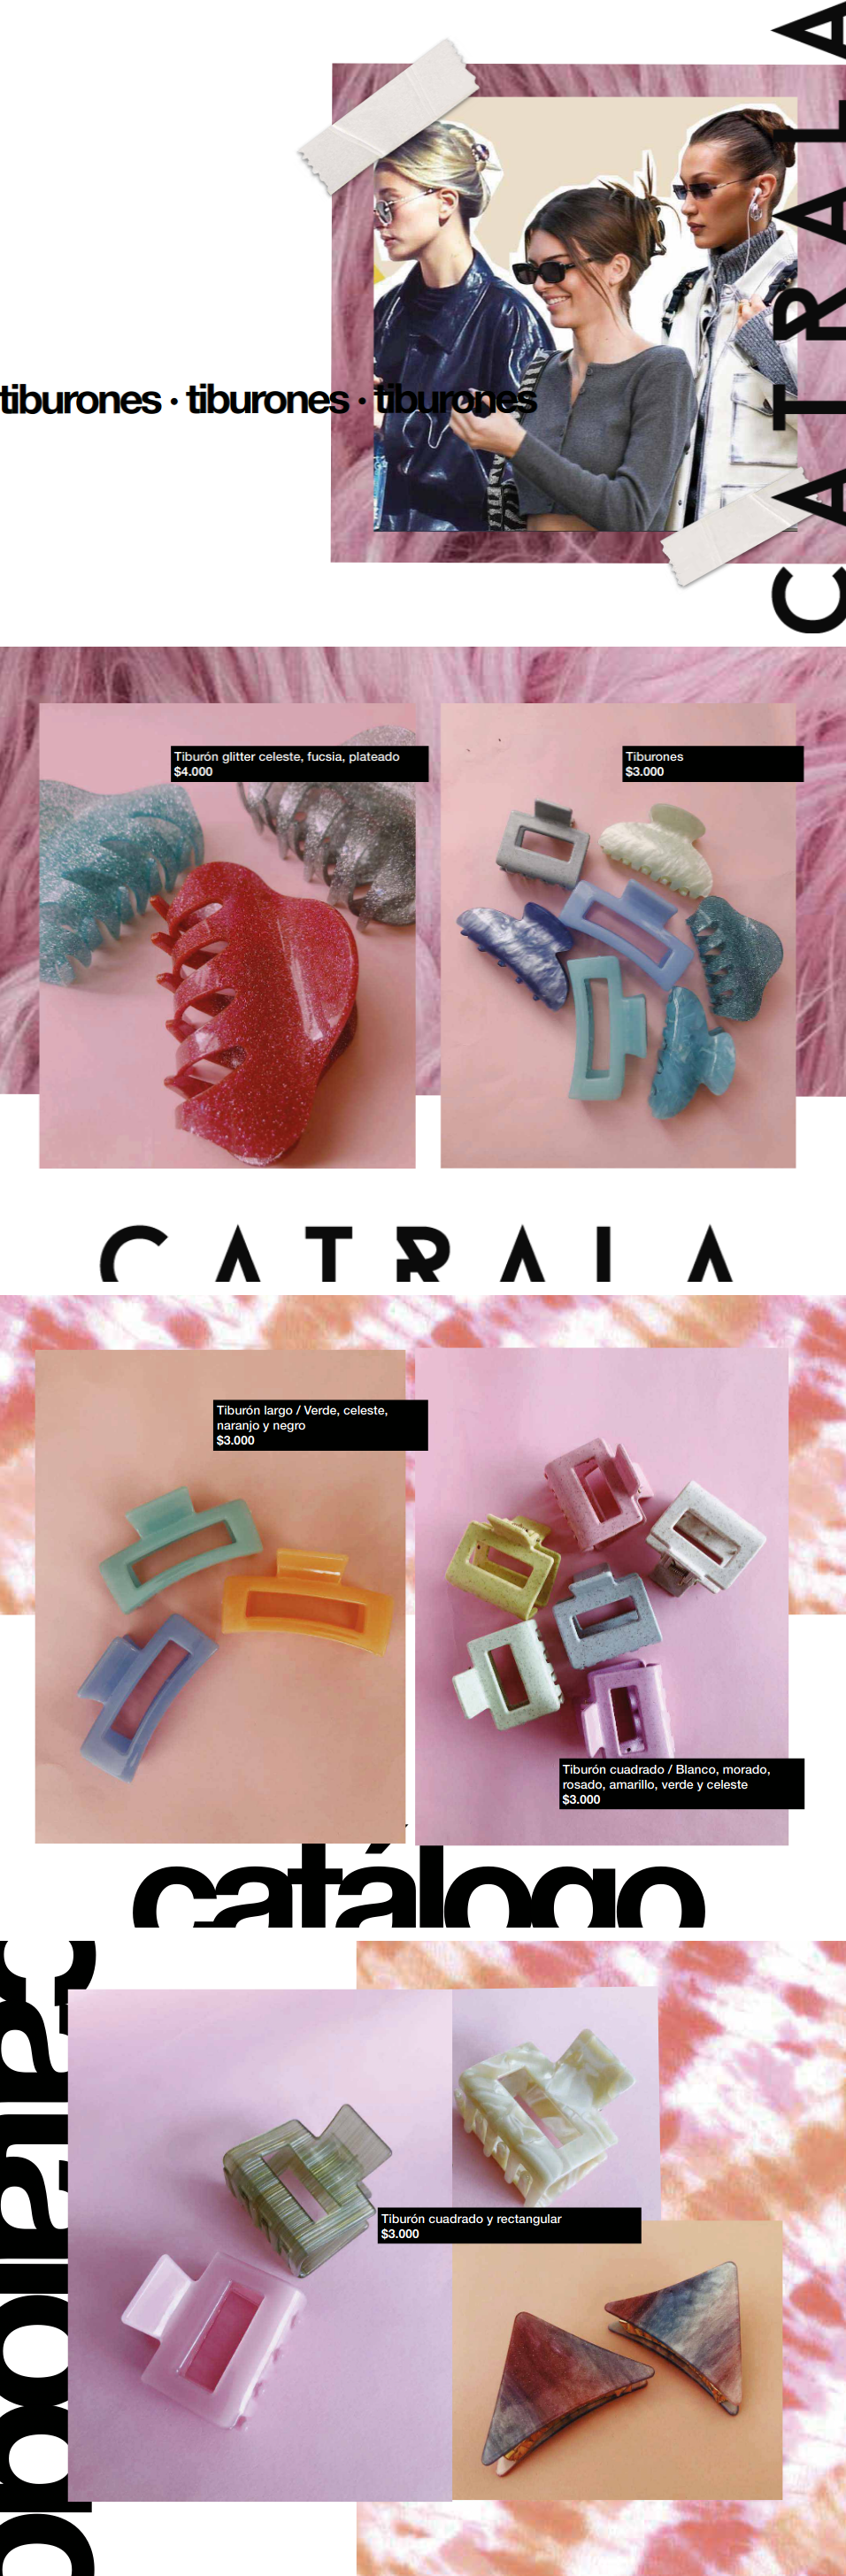 CATRALA
tiburones · tiburones · tiburones
Tiburón glitter celeste, fucsia, plateado
$4.000
Tiburones
$3.000
CATRALA
Tiburón largo / Verde, celeste,
naranjo y negro
$3.000
Tiburón cuadrado / Blanco, morado,
rosado, amarillo, verde y celeste
$3.000
catálogo
catálogo
Tiburón cuadrado y rectangular
$3.000